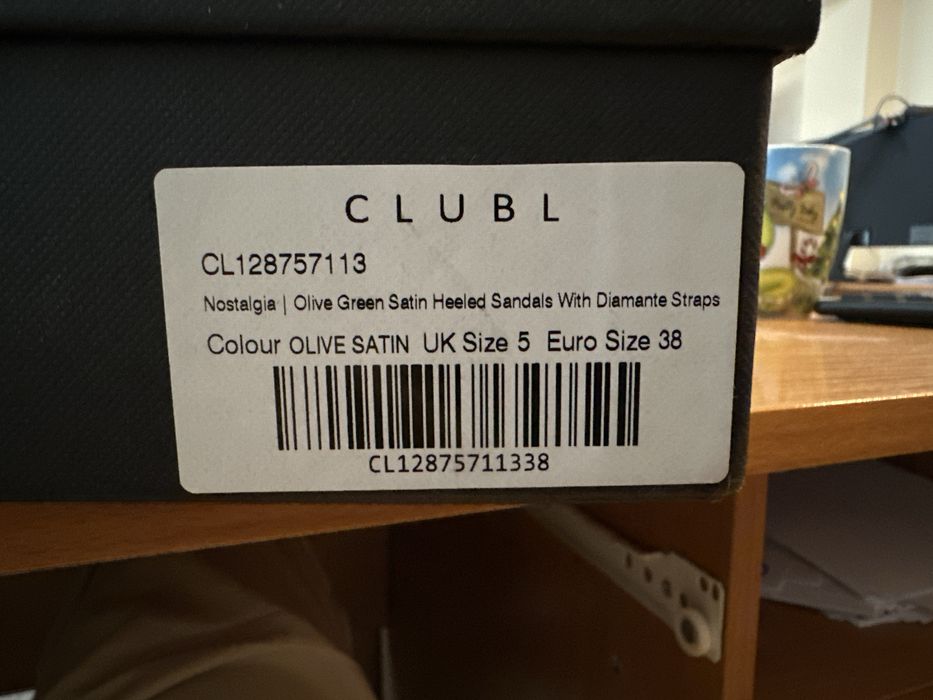 CLUBL
CL128757113
Nostalgia | Olive Green Satin Heeled Sandals With Diamante Straps
Colour OLIVE SATIN UK Size 5 Euro Size 38
CL12875711338